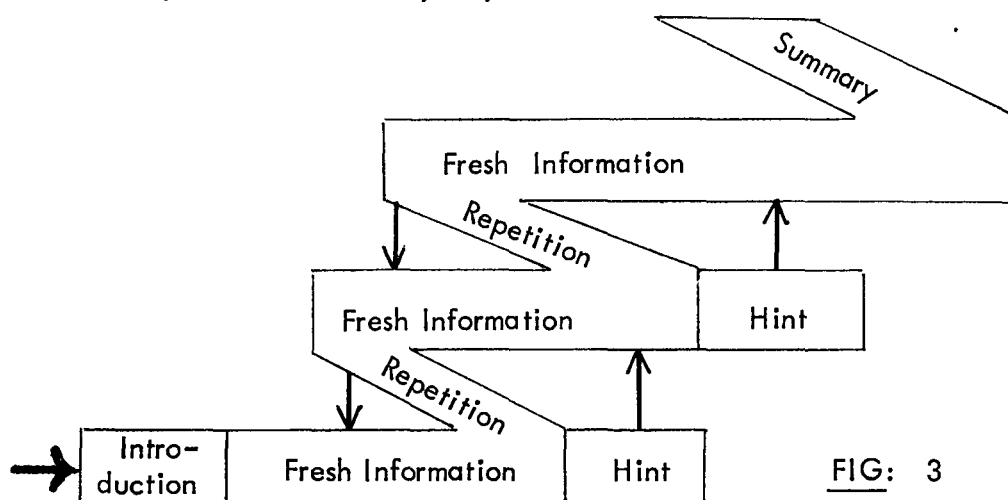 Summary
Fresh Information
Repetition
Fresh Information
Hint
Repetition
Intro-
duction
Fresh Information
Hint
FIG: 3